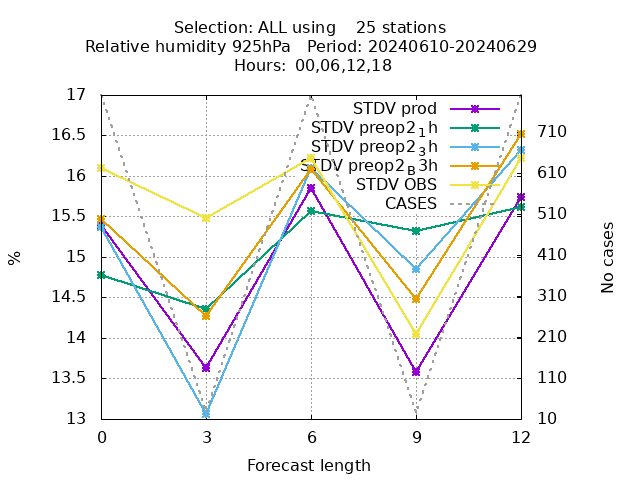 Selection: ALL using    25 stations
Relative humidity 925hPa   Period: 20240610-20240629
Hours: 00,06,12,18
STDV prod
STDV preop2_1h
STDV preop2_3h
STDV preop2_B3h
STDV OBS
CASES
17
16.5
16
15.5
15
14.5
14
13.5
13
%
710
610
510
410
310
210
110
10
No cases
0 3 6 9 12
Forecast length